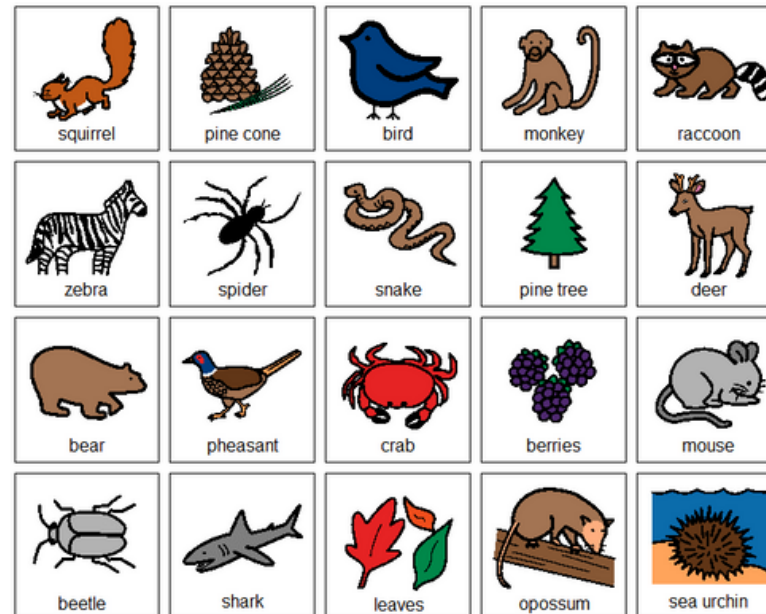 squirrel
pine cone
bird
monkey
raccoon
zebra
spider
snake
pine tree
deer
bear
pheasant
crab
berries
mouse
beetle
shark
leaves
opossum
sea urchin